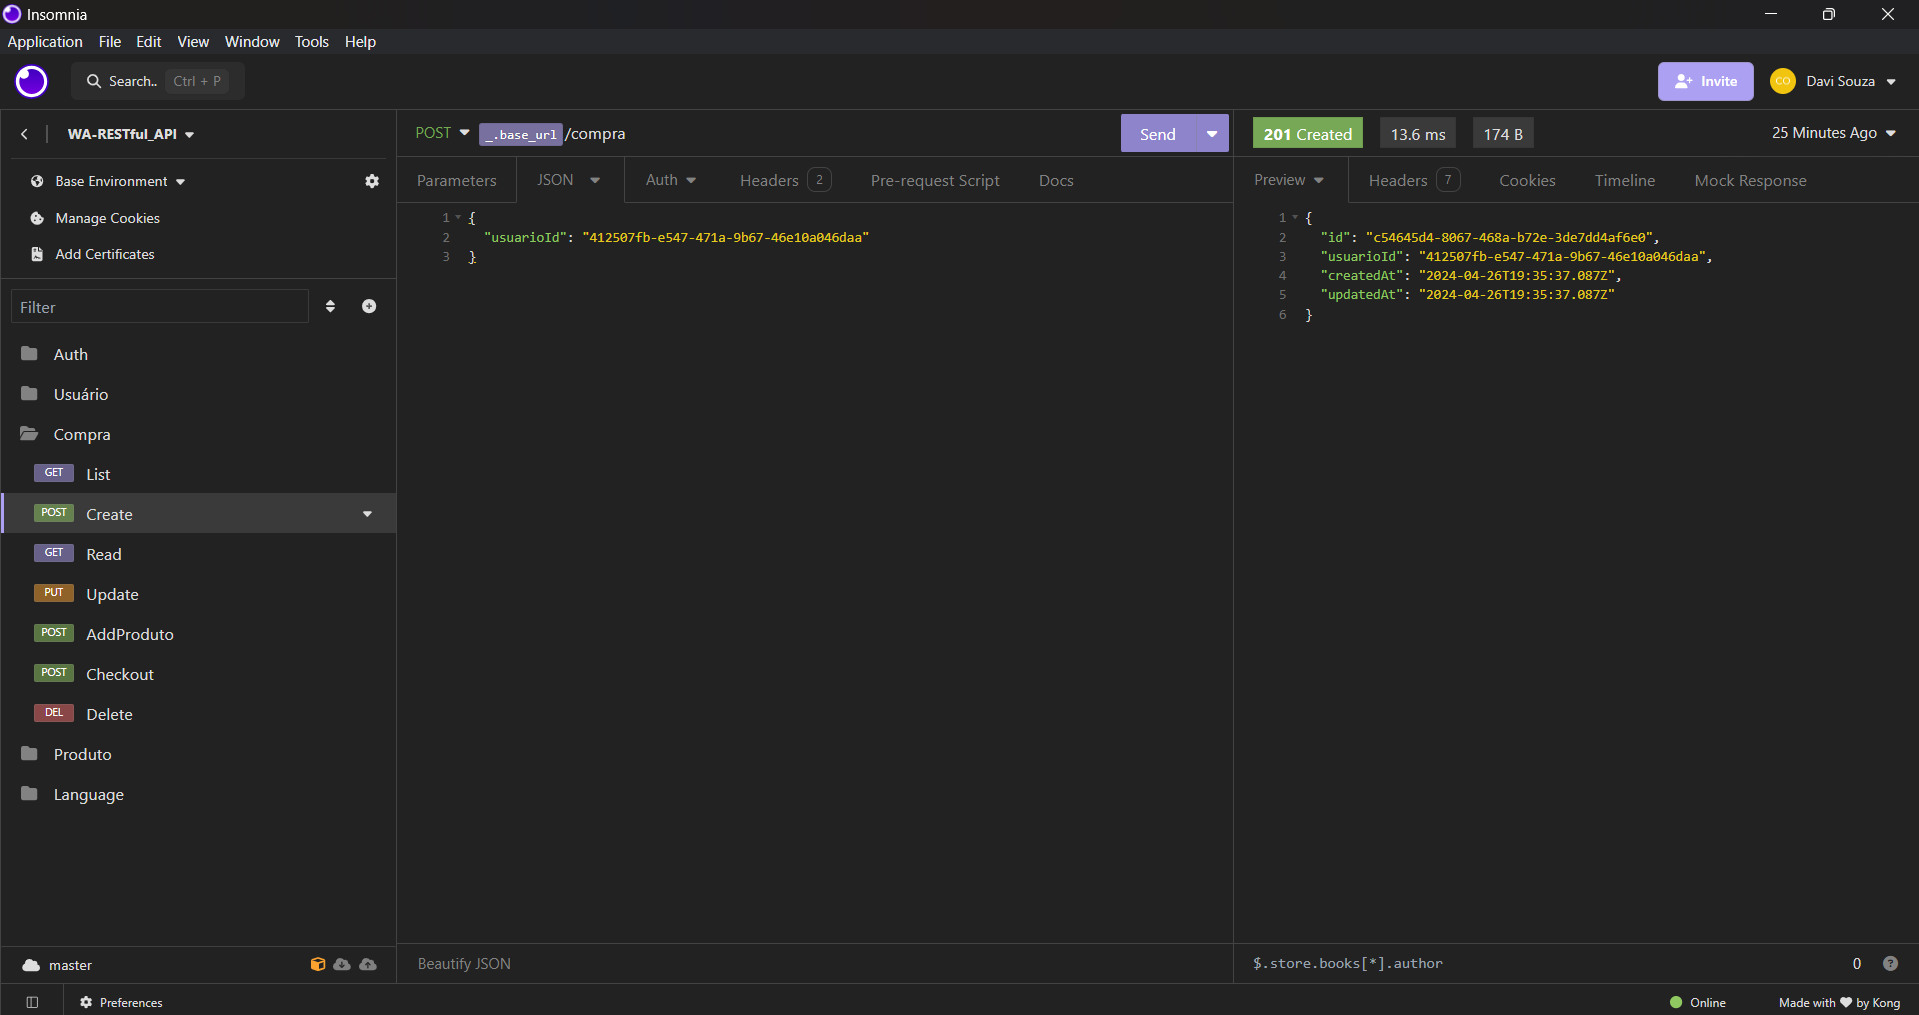 Insomnia
Application File Edit View Window Tools Help
Search.. Ctrl + P
Invite
CO Davi Souza
WA-RESTful_API
Base Environment
Manage Cookies
Add Certificates
Filter
Auth
Usuário
Compra
GET List
POST Create
GET Read
PUT Update
POST AddProduto
POST Checkout
DEL Delete
Produto
Language
master
Preferences
POST _.base_url/compra
Send
Parameters JSON Auth Headers 2 Pre-request Script Docs
1 {
2 "usuarioId": "412507fb-e547-471a-9b67-46e10a046daa"
3 }
Beautify JSON
201 Created 13.6 ms 174 B 25 Minutes Ago
Preview Headers 7 Cookies Timeline Mock Response
1 {
2 "id": "c54645d4-8067-468a-b72e-3de7dd4af6e0",
3 "usuarioId": "412507fb-e547-471a-9b67-46e10a046daa",
4 "createdAt": "2024-04-26T19:35:37.087Z",
5 "updatedAt": "2024-04-26T19:35:37.087Z"
6 }
$.store.books[*].author 0 ?
Online Made with ❤ by Kong